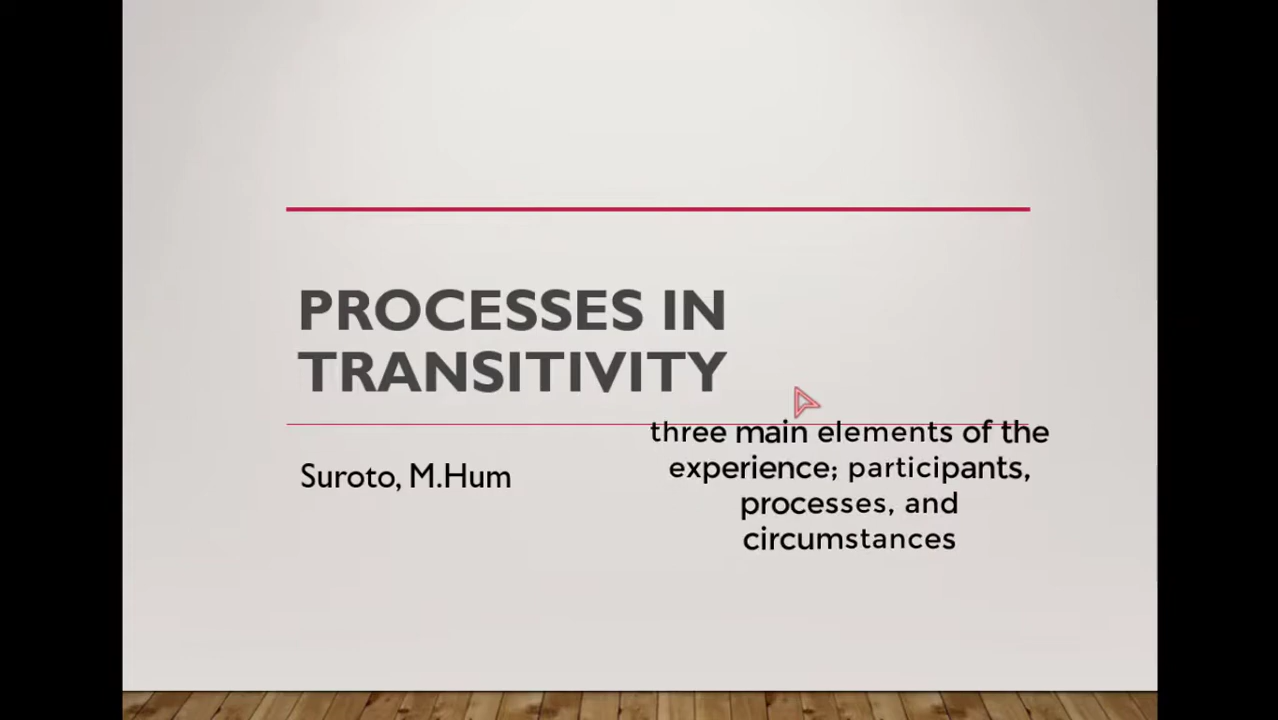 PROCESSES IN
TRANSITIVITY
Suroto, M.Hum
three main elements of the
experience; participants,
processes, and
circumstances